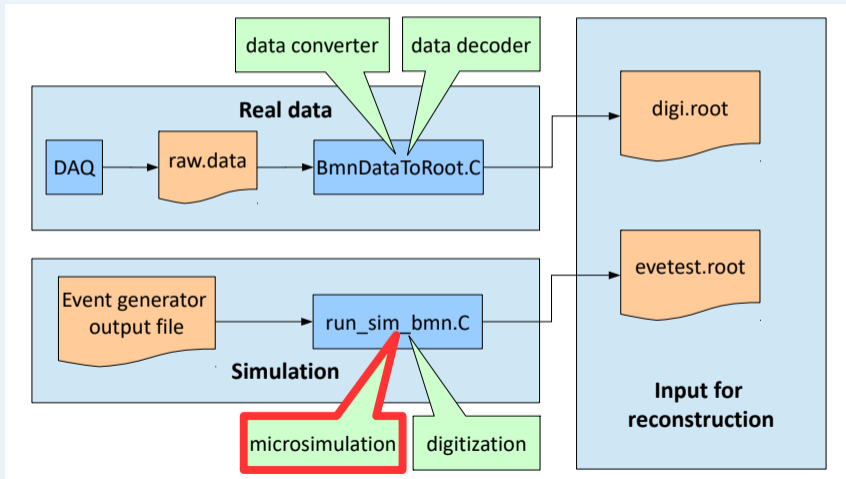 data converter
data decoder
Real data
DAQ
raw.data
BmnDataToRoot.C
digi.root
evetest.root
Event generator
output file
run_sim_bmn.C
Simulation
microsimulation
digitization
Input for
reconstruction